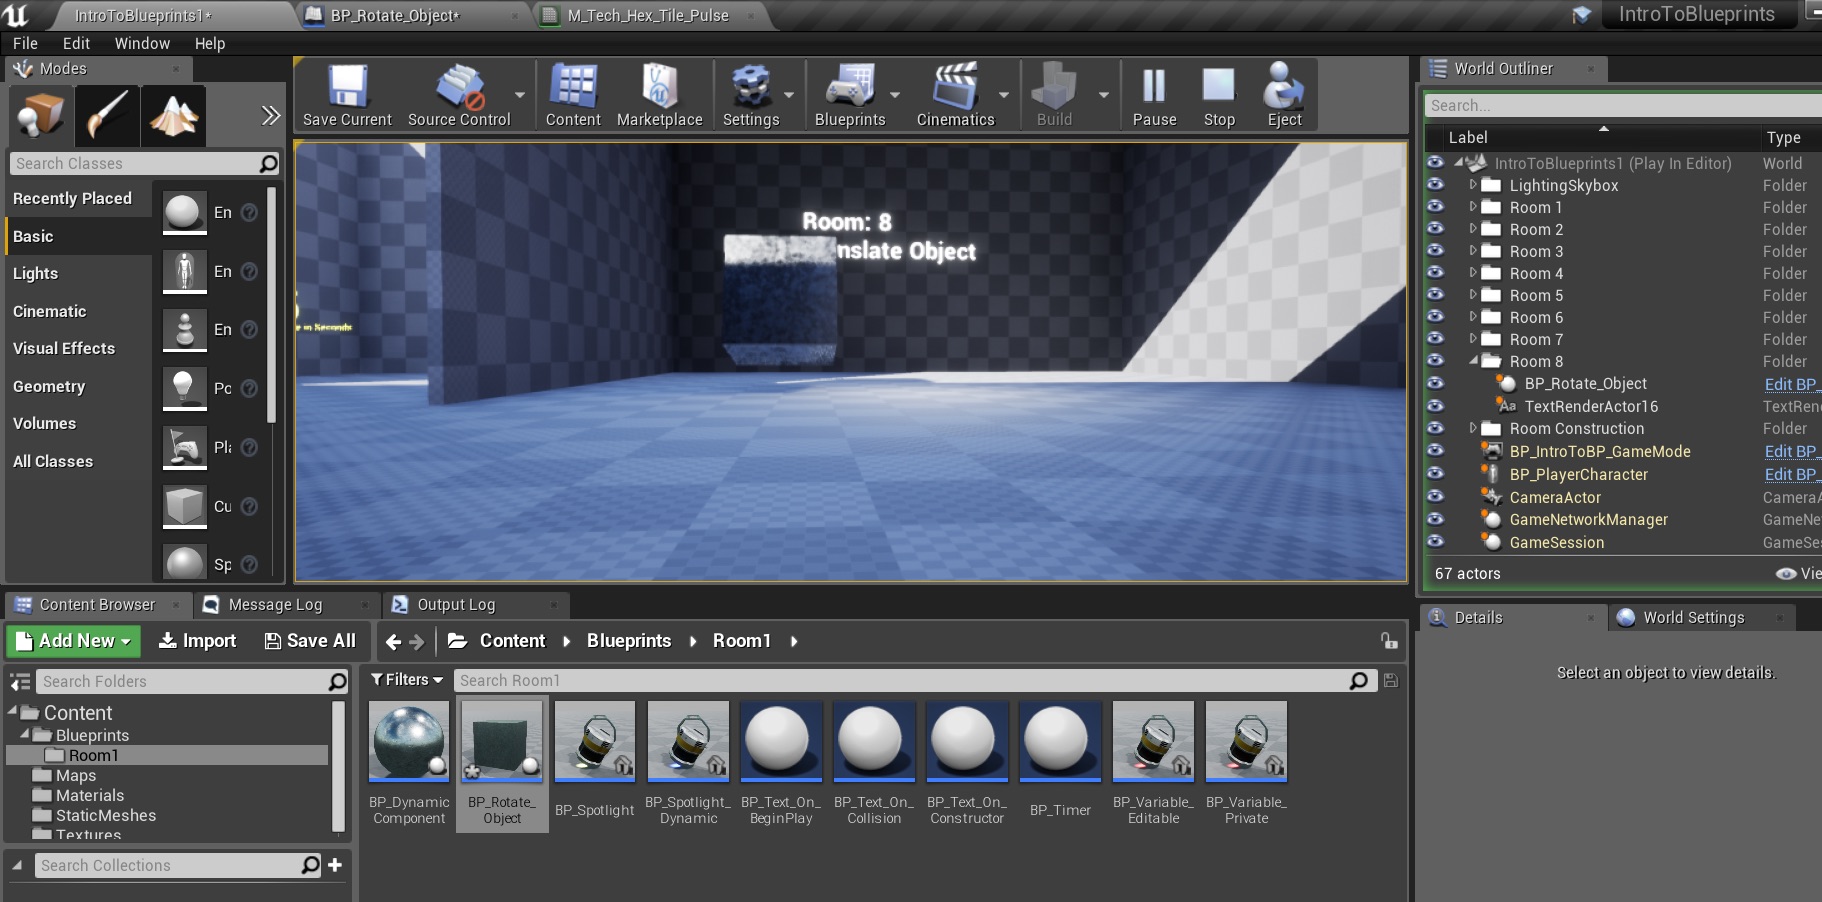 IntroToBlueprints1*
BP_Rotate_Object*
M_Tech_Hex_Tile_Pulse
IntroToBlueprints
File Edit Window Help
Modes
Search Classes
Recently Placed
Basic
Lights
Cinematic
Visual Effects
Geometry
Volumes
All Classes
En
En
En
Po
Pla
Cu
Sp
Save Current
Source Control
Content
Marketplace
Settings
Blueprints
Cinematics
Build
Pause
Stop
Eject
Room: 8
nslate Object
in Seconds
World Outliner
Search...
Label Type
IntroToBlueprints1 (Play In Editor) World
LightingSkybox Folder
Room 1 Folder
Room 2 Folder
Room 3 Folder
Room 4 Folder
Room 5 Folder
Room 6 Folder
Room 7 Folder
Room 8 Folder
BP_Rotate_Object Edit BP_
Aa TextRenderActor16 TextRen
Room Construction Folder
BP_IntroToBP_GameMode Edit BP_
BP_PlayerCharacter Edit BP_
CameraActor CameraA
GameNetworkManager GameNe
GameSession GameSes
67 actors Vie
Details
World Settings
Select an object to view details.
Content Browser
Message Log
Output Log
Add New Import Save All
Content Blueprints Room1
Search Folders
Content
Blueprints
Room1
Maps
Materials
StaticMeshes
Textures
Search Collections
Filters
Search Room1
BP_Dynamic
Component
BP_Rotate_
Object
BP_Spotlight
BP_Spotlight_
Dynamic
BP_Text_On_
BeginPlay
BP_Text_On_
Collision
BP_Text_On_
Constructor
BP_Timer
BP_Variable_
Editable
BP_Variable_
Private